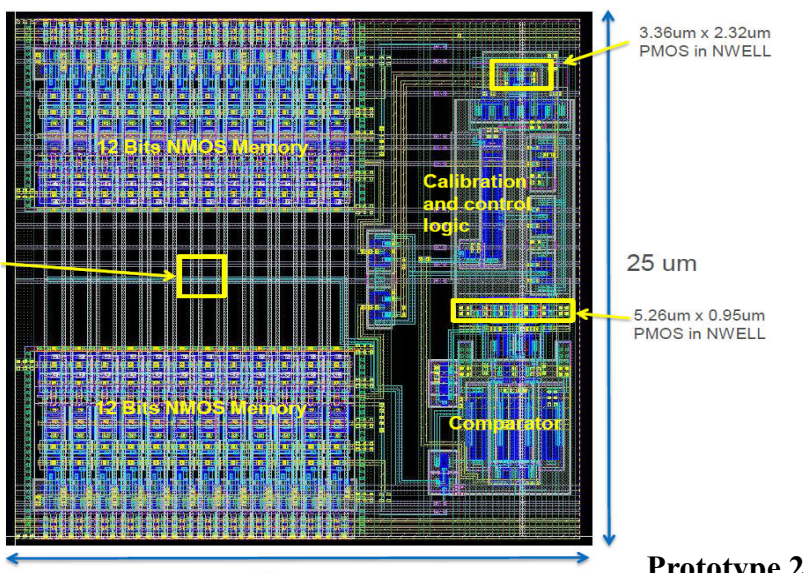 3.36um x 2.32um
PMOS in NWELL
12 Bits NMOS Memory
Calibration
and control
logic
25 um
5.26um x 0.95um
PMOS in NWELL
12 Bits NMOS Memory
Comparator
Prototype 2